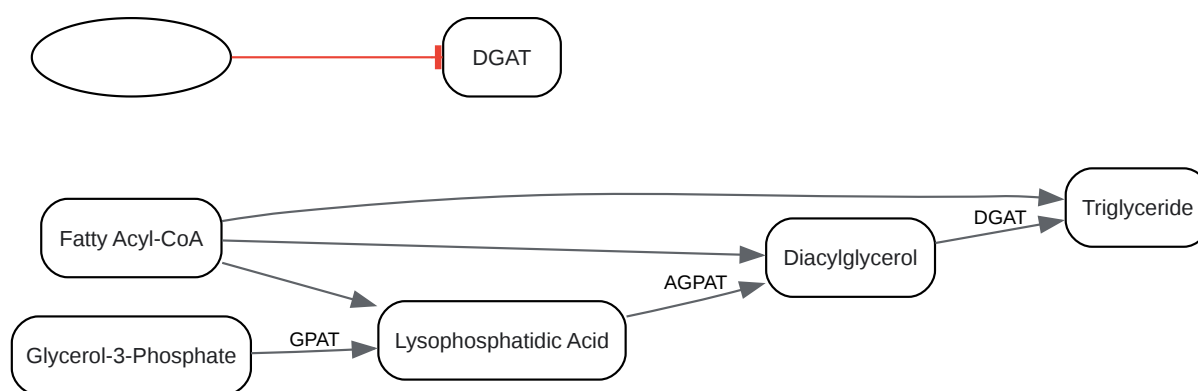 DGAT
Triglyceride
DGAT
Fatty Acyl-CoA
Diacylglycerol
AGPAT
Lysophosphatidic Acid
GPAT
Glycerol-3-Phosphate